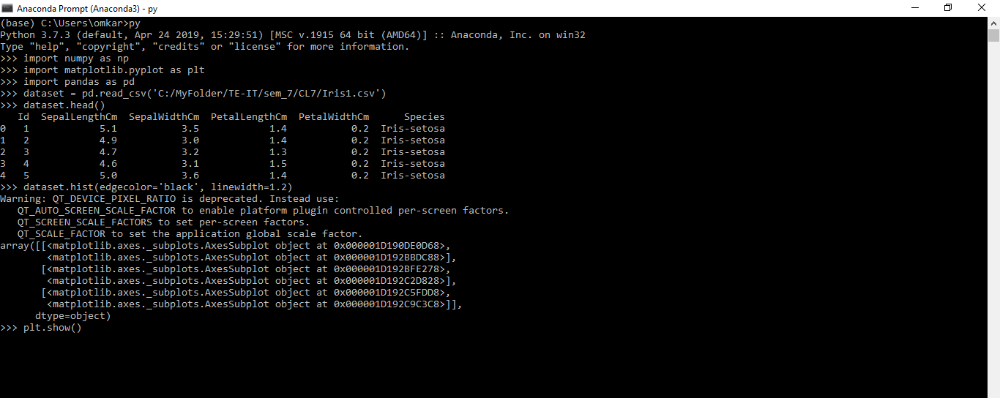 Anaconda Prompt (Anaconda3) - py
(base) C:\Users\omkar>py
Python 3.7.3 (default, Apr 24 2019, 15:29:51) [MSC v.1915 64 bit (AMD64)] :: Anaconda, Inc. on win32
Type "help", "copyright", "credits" or "license" for more information.
>>> import numpy as np
>>> import matplotlib.pyplot as plt
>>> import pandas as pd
>>> dataset = pd.read_csv('C:/MyFolder/TE-IT/sem_7/CL7/Iris1.csv')
>>> dataset.head()
   Id  SepalLengthCm  SepalWidthCm  PetalLengthCm  PetalWidthCm      Species
0   1            5.1           3.5            1.4           0.2  Iris-setosa
1   2            4.9           3.0            1.4           0.2  Iris-setosa
2   3            4.7           3.2            1.3           0.2  Iris-setosa
3   4            4.6           3.1            1.5           0.2  Iris-setosa
4   5            5.0           3.6            1.4           0.2  Iris-setosa
>>> dataset.hist(edgecolor='black', linewidth=1.2)
Warning: QT_DEVICE_PIXEL_RATIO is deprecated. Instead use:
   QT_AUTO_SCREEN_SCALE_FACTOR to enable platform plugin controlled per-screen factors.
   QT_SCREEN_SCALE_FACTORS to set per-screen factors.
   QT_SCALE_FACTOR to set the application global scale factor.
array([[<matplotlib.axes._subplots.AxesSubplot object at 0x000001D190DE0D68>,
        <matplotlib.axes._subplots.AxesSubplot object at 0x000001D192BBDC88>],
       [<matplotlib.axes._subplots.AxesSubplot object at 0x000001D192BFE278>,
        <matplotlib.axes._subplots.AxesSubplot object at 0x000001D192C2D828>],
       [<matplotlib.axes._subplots.AxesSubplot object at 0x000001D192C5FDD8>,
        <matplotlib.axes._subplots.AxesSubplot object at 0x000001D192C9C3C8>]],
      dtype=object)
>>> plt.show()